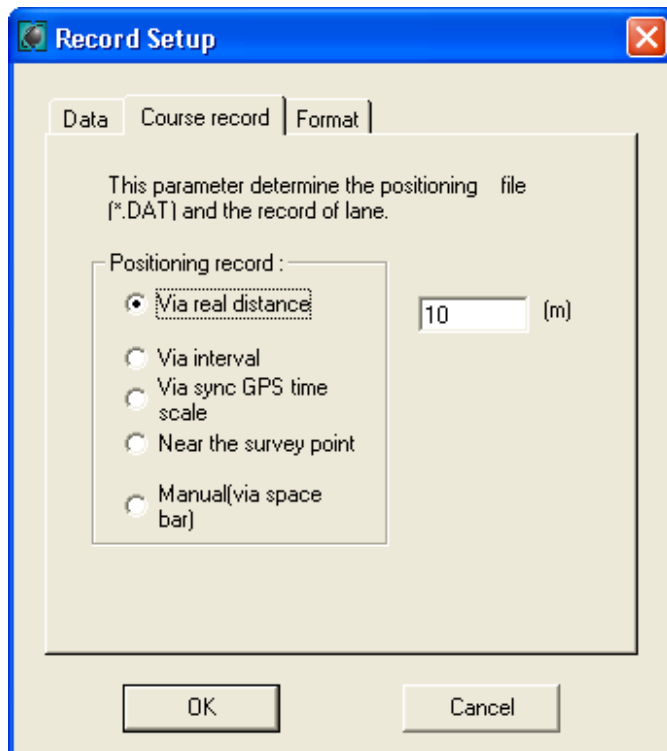 Record Setup
Data Course record Format
This parameter determine the positioning file
(*.DAT) and the record of lane.
Positioning record :
Via real distance
10 (m)
Via interval
Via sync GPS time
scale
Near the survey point
Manual(via space
bar)
OK Cancel